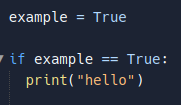 example = True
if example == True:
    print("hello")